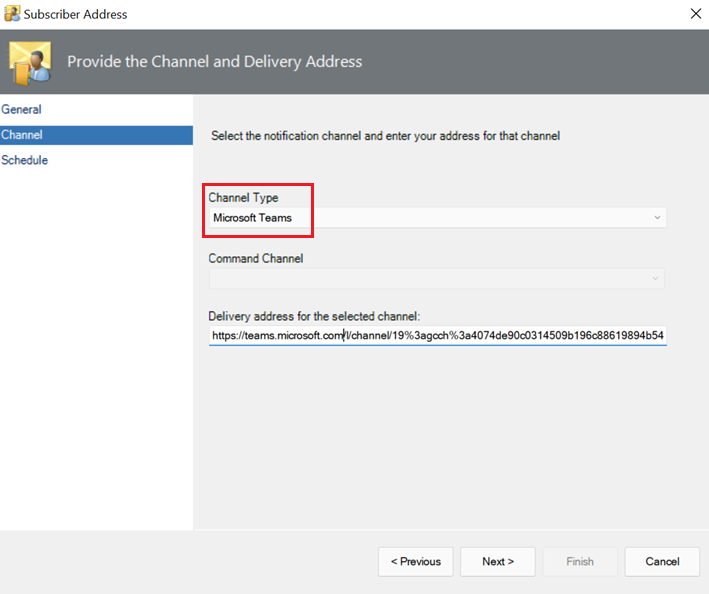 Subscriber Address
Provide the Channel and Delivery Address
General
Channel
Schedule
Select the notification channel and enter your address for that channel
Channel Type
Microsoft Teams
Command Channel
Delivery address for the selected channel:
https://teams.microsoft.com/l/channel/19%3agcch%3a4074de90c0314509b196c88619894b54
< Previous
Next >
Finish
Cancel